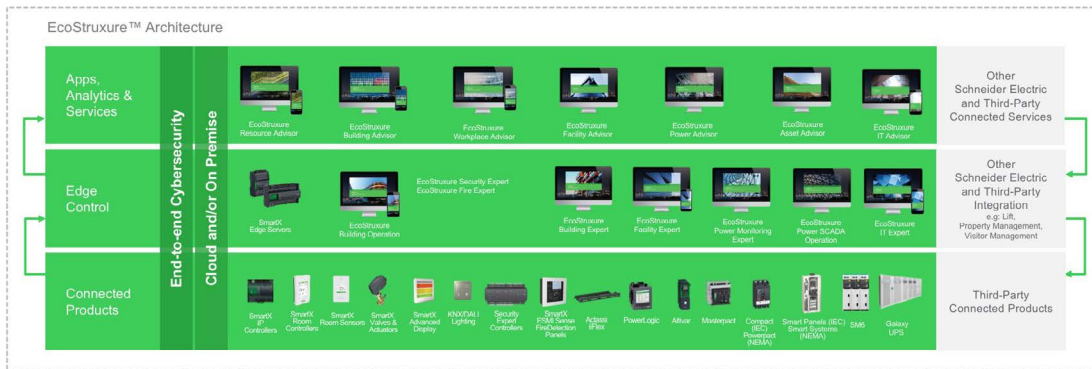 EcoStruxure™ Architecture
Apps,
Analytics &
Services
Edge
Control
Connected
Products
End-to-end Cybersecurity
Cloud and/or On Premise
EcoStruxure
Resource Advisor
EcoStruxure
Building Advisor
EcoStruxure
Workplace Advisor
EcoStruxure
Facility Advisor
EcoStruxure
Power Advisor
EcoStruxure
Asset Advisor
EcoStruxure
IT Advisor
Other
Schneider Electric
and Third-Party
Connected Services
SmartX
Edge Servers
EcoStruxure
Building Operation
EcoStruxure Security Expert
EcoStruxure Fire Expert
EcoStruxure
Building Expert
EcoStruxure
Facility Expert
EcoStruxure
Power Monitoring
Expert
EcoStruxure
Power SCADA
Operation
EcoStruxure
IT Expert
Other
Schneider Electric
and Third-Party
Integration
e.g: Lift,
Property Management,
Visitor Management
SmartX
IP
Controllers
SmartX
Room
Controllers
SmartX
Room Sensors
SmartX
Valves &
Actuators
SmartX
Advanced
Display
KNX/DALI
Lighting
Security
Expert
Controllers
SmartX
ESMI Sense
FireDetection
Panels
Actassi
PowerLogic
Altivar
Masterpact
Compact
(IEC)
Powerpact
(NEMA)
Smart Panels (IEC)
Smart Systems
(NEMA)
SM6
Galaxy
UPS
Third-Party
Connected Products